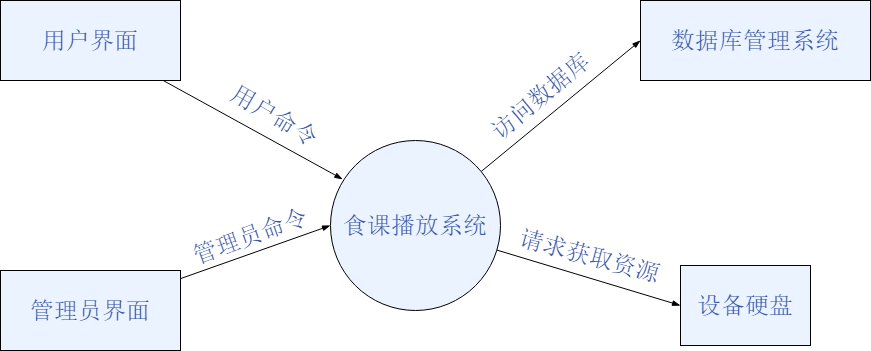 用户界面
数据库管理系统
用户命令
访问数据库
食课播放系统
管理员命令
请求获取资源
管理员界面
设备硬盘